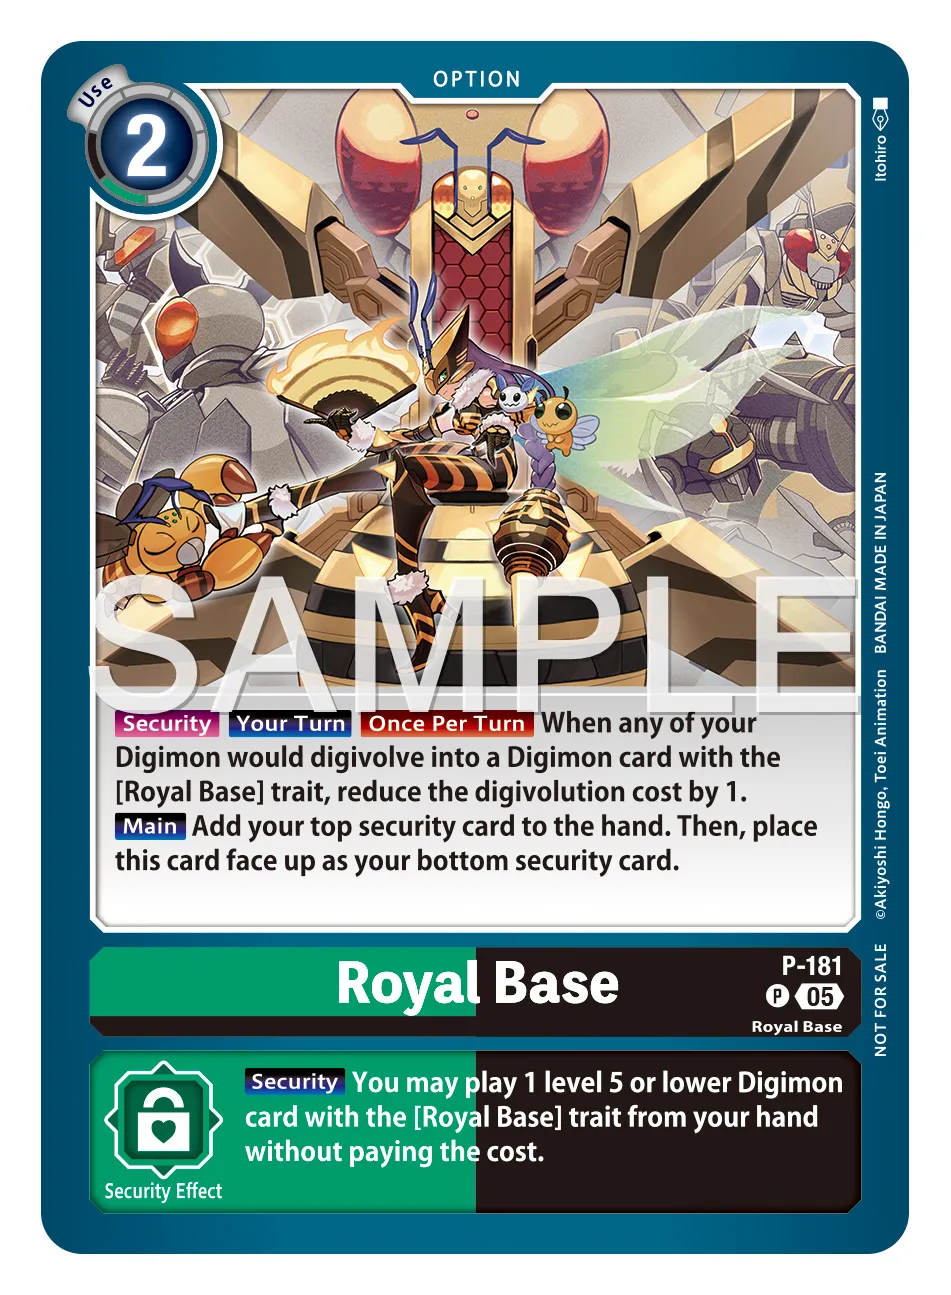 OPTION
Use
2
Itohiro
SAMPLE
Security Your Turn Once Per Turn When any of your
Digimon would digivolve into a Digimon card with the
[Royal Base] trait, reduce the digivolution cost by 1.
Main Add your top security card to the hand. Then, place
this card face up as your bottom security card.
©Akiyoshi Hongo, Toei Animation BANDAI MADE IN JAPAN
NOT FOR SALE
Royal Base
P-181
P 05
Royal Base
Security You may play 1 level 5 or lower Digimon
card with the [Royal Base] trait from your hand
without paying the cost.
Security Effect